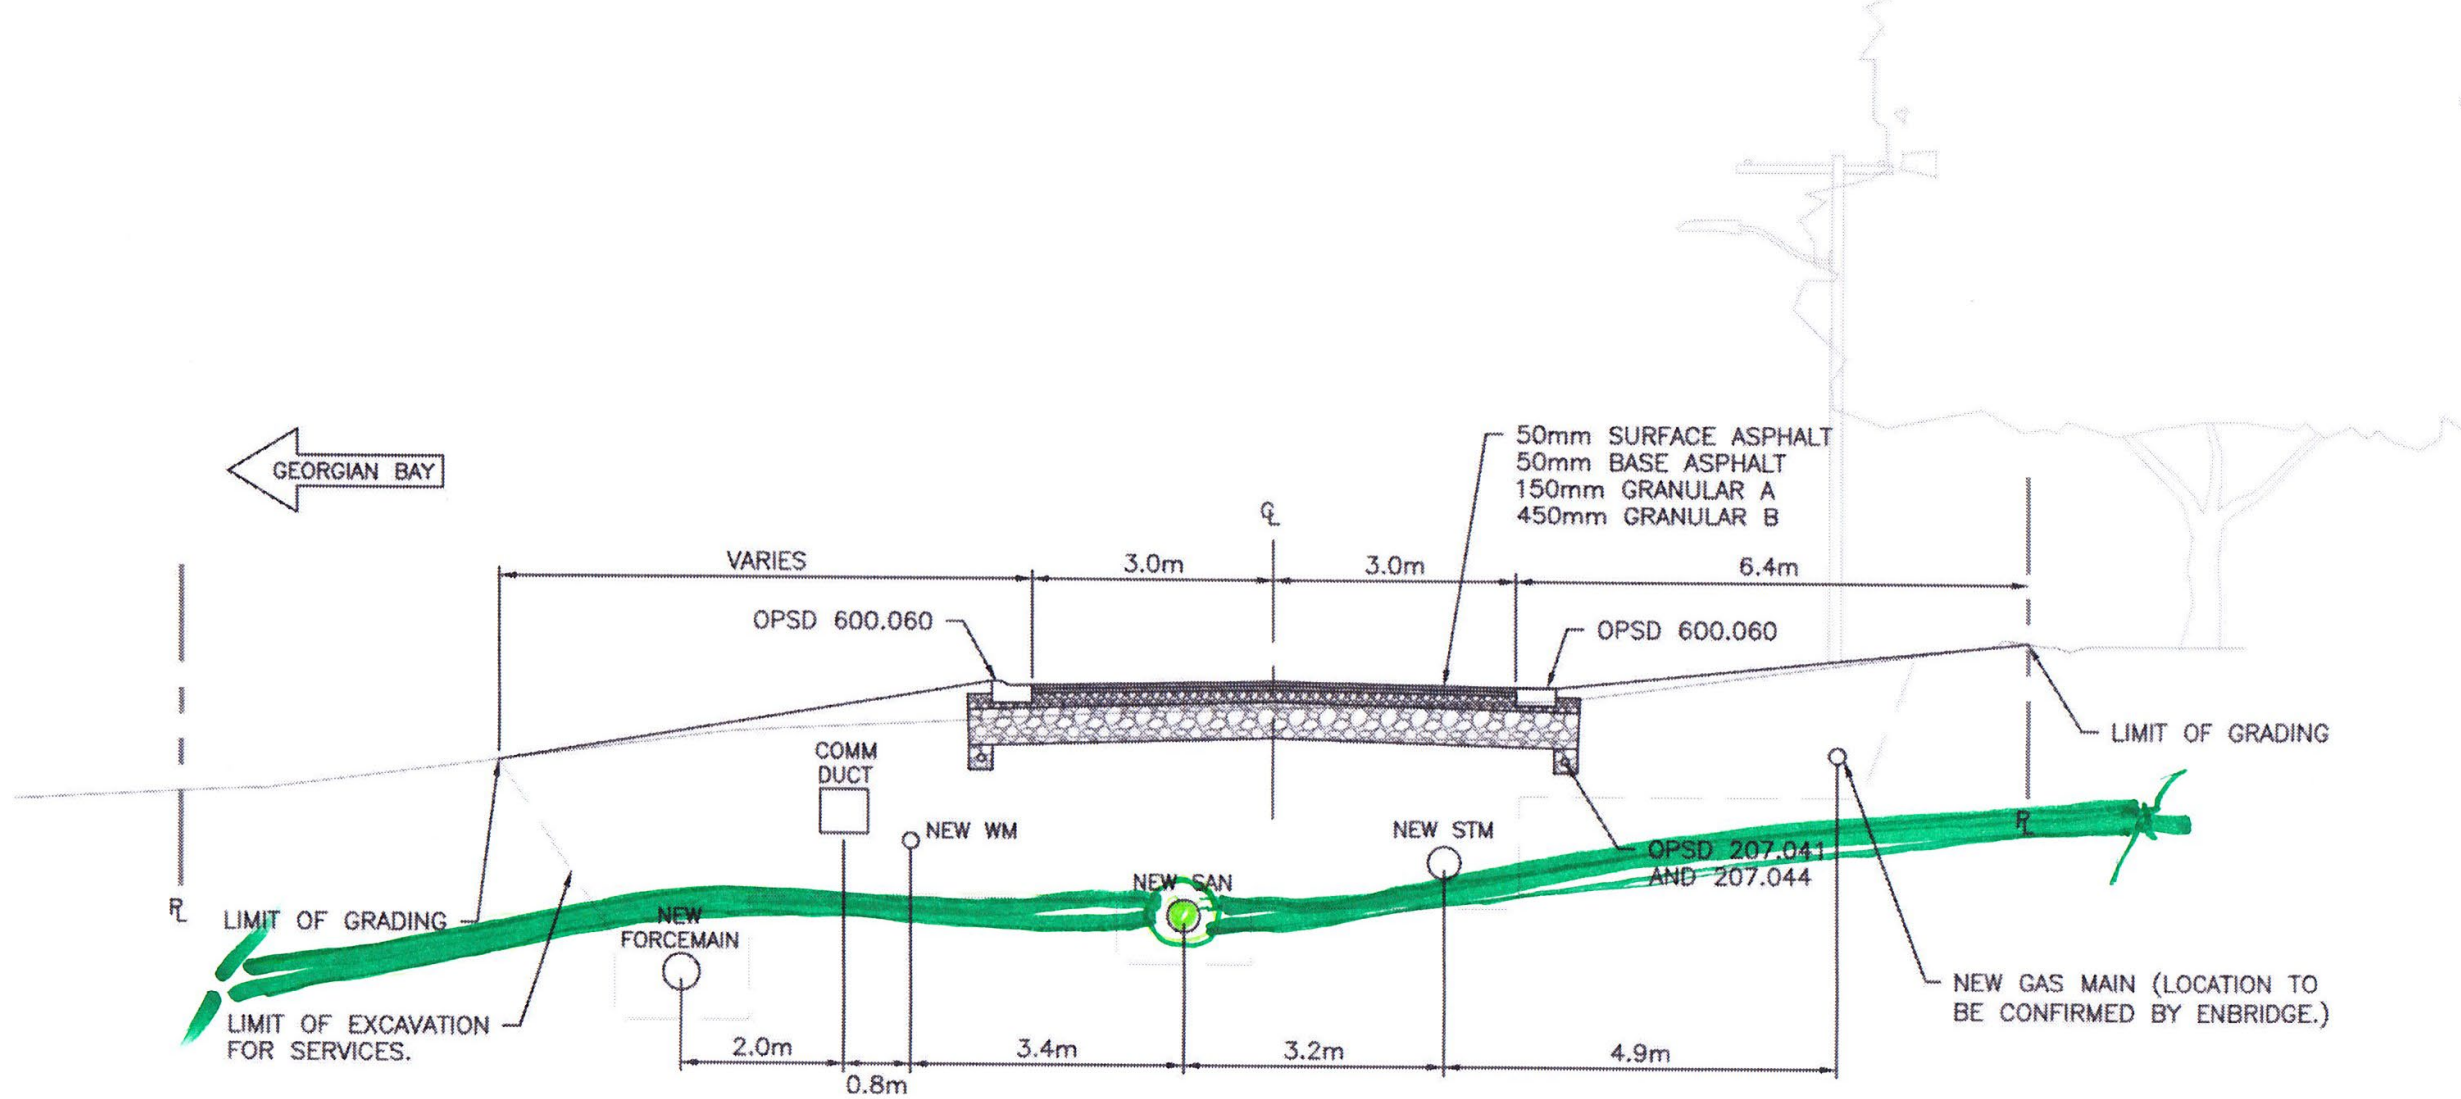 50mm SURFACE ASPHALT
50mm BASE ASPHALT
150mm GRANULAR A
450mm GRANULAR B
GEORGIAN BAY
℄
VARIES
3.0m
3.0m
6.4m
OPSD 600.060
OPSD 600.060
LIMIT OF GRADING
COMM
DUCT
NEW WM
NEW STM
OPSD 207.041
AND 207.044
PL
NEW SAN
PL
LIMIT OF GRADING
NEW
FORCEMAIN
NEW GAS MAIN (LOCATION TO
BE CONFIRMED BY ENBRIDGE.)
LIMIT OF EXCAVATION
FOR SERVICES.
2.0m
0.8m
3.4m
3.2m
4.9m